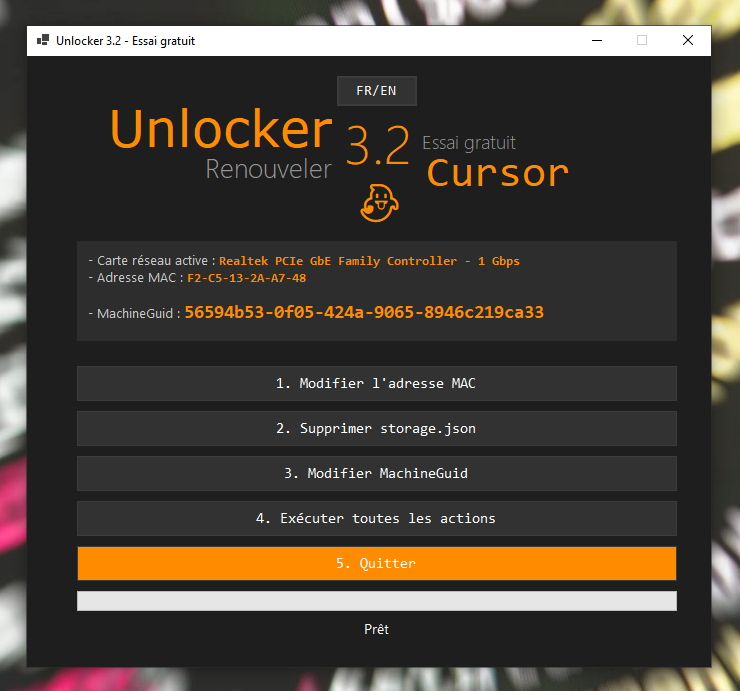 Unlocker 3.2 - Essai gratuit
FR/EN
Unlocker 3.2 Essai gratuit
Renouveler Cursor
- Carte réseau active : Realtek PCIe GbE Family Controller - 1 Gbps
- Adresse MAC : F2-C5-13-2A-A7-48
- MachineGuid : 56594b53-0f05-424a-9065-8946c219ca33
1. Modifier l'adresse MAC
2. Supprimer storage.json
3. Modifier MachineGuid
4. Exécuter toutes les actions
5. Quitter
Prêt